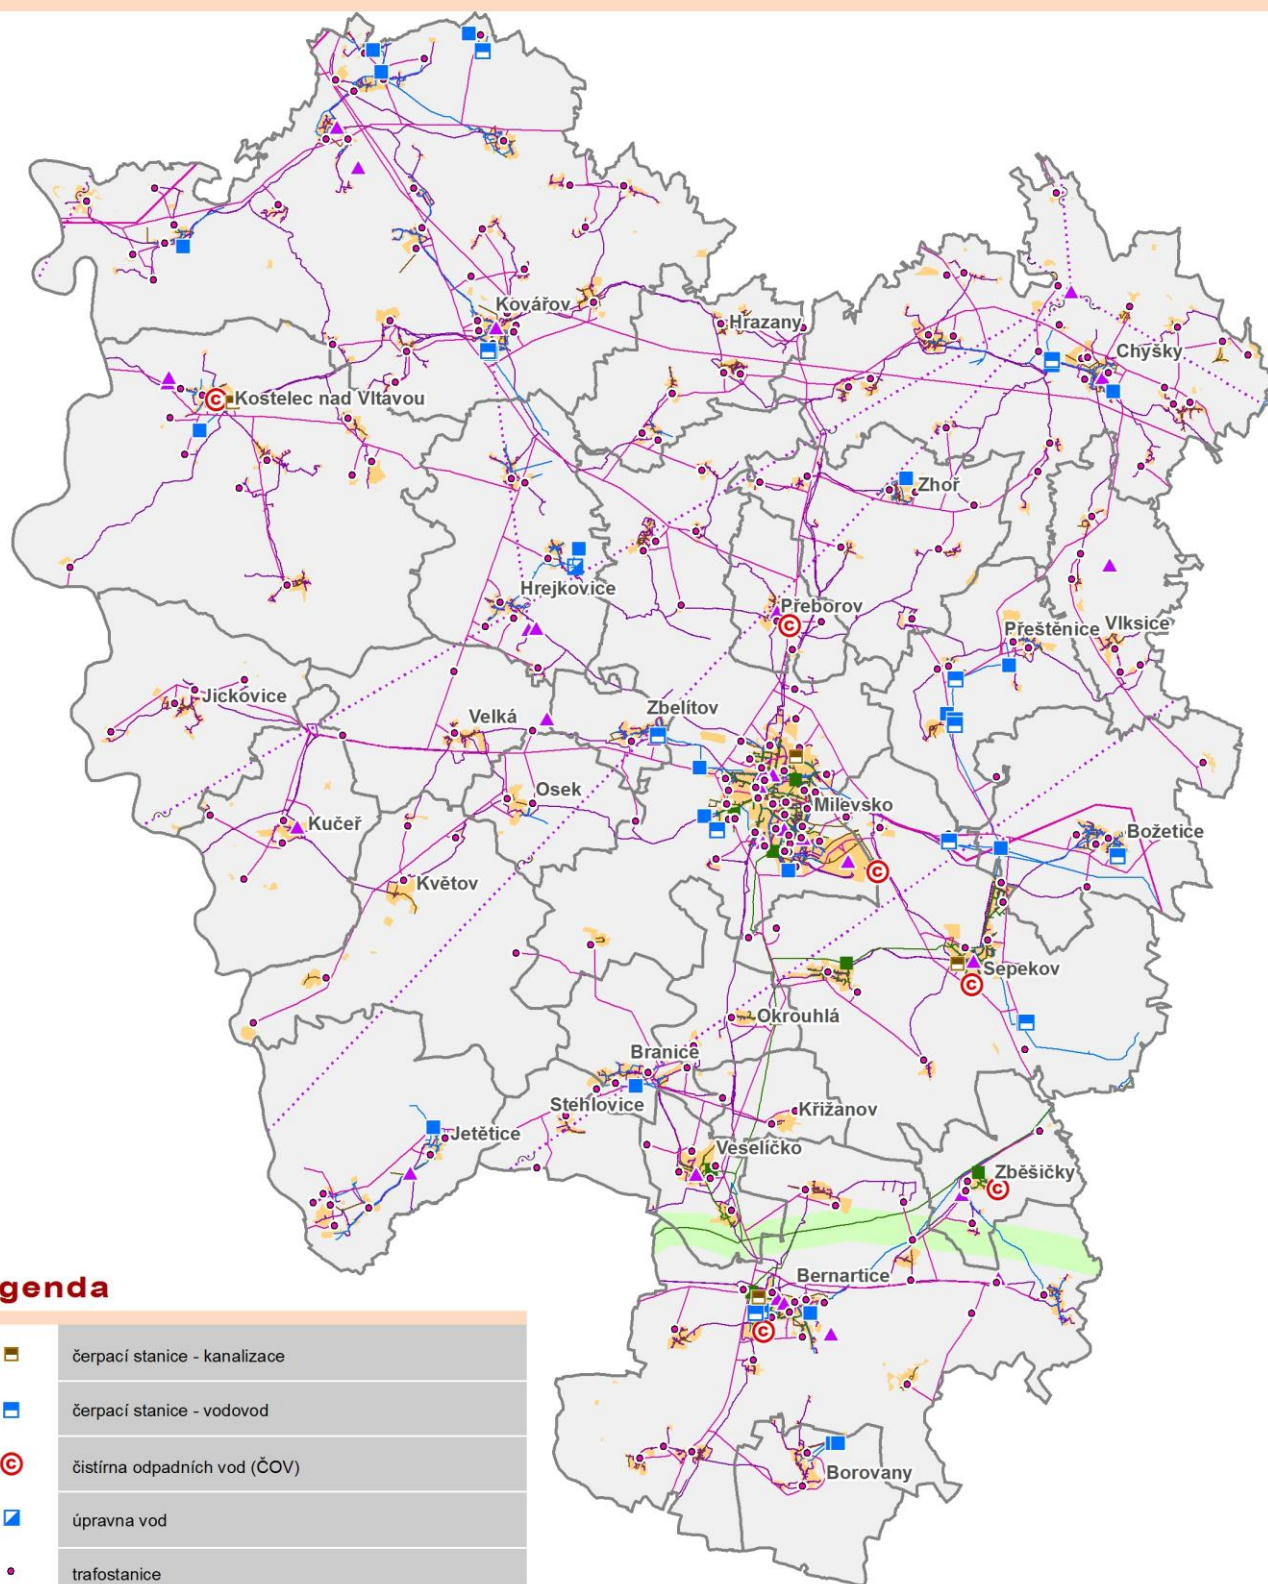 Kovářov
Hrazany
Chyšky
Kostelec nad Vltavou
Zhoř
Hrejkovice
Přeborov
Přeštěnice
Vlksice
Jickovice
Velká
Zbelítov
Osek
Milevsko
Kučeř
Božetice
Květov
Sepekov
Okrouhlá
Branice
Stehlovice
Křižanov
Jetětice
Veselíčko
Zběšičky
Bernartice
Borovany
genda
čerpací stanice - kanalizace
čerpací stanice - vodovod
čistírna odpadních vod (ČOV)
úpravna vod
trafostanice